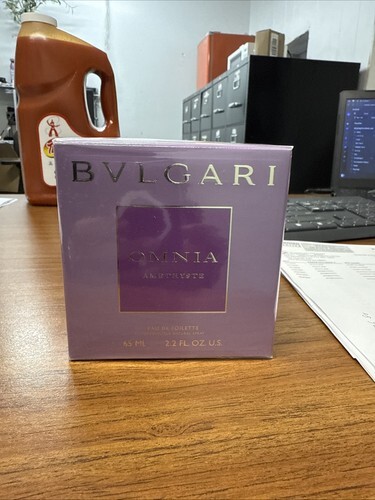 BVLGARI
OMNIA
AMETHYSTE
EAU DE TOILETTE
65 ML 2.2 FL.OZ. U.S.